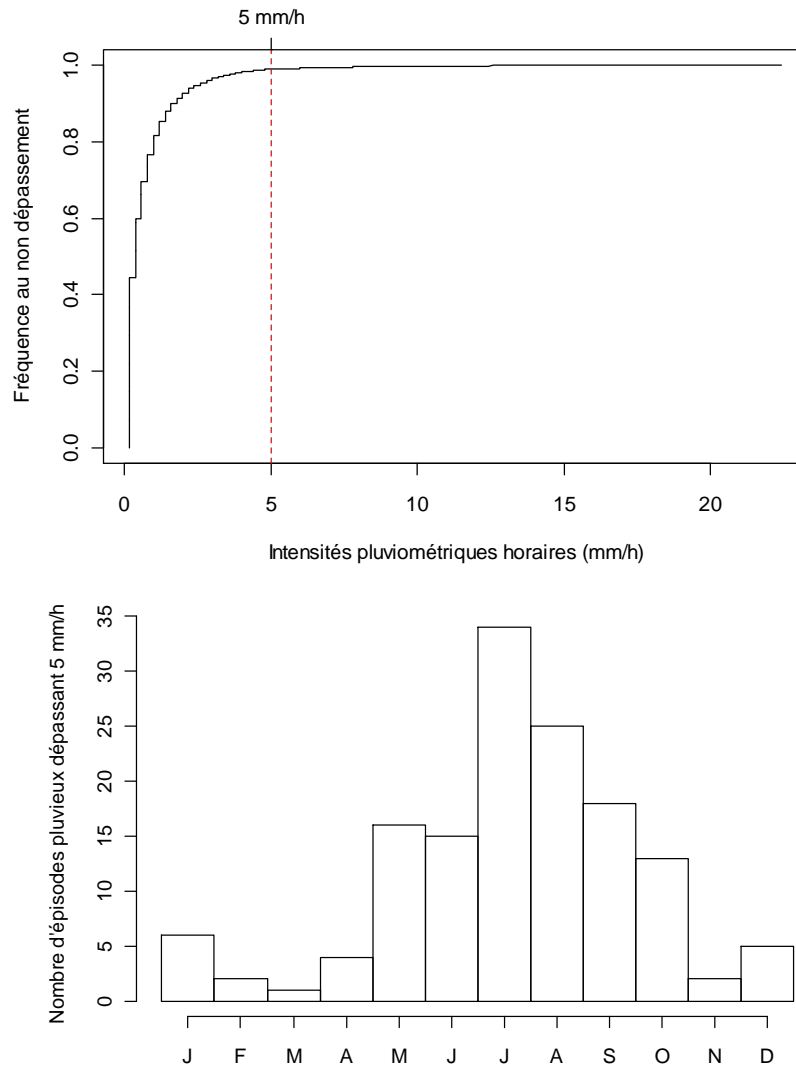 5 mm/h
Fréquence au non dépassement
1.0
0.8
0.6
0.4
0.2
0.0
0 5 10 15 20
Intensités pluviométriques horaires (mm/h)
Nombre d'épisodes pluvieux dépassant 5 mm/h
35
30
25
20
15
10
5
0
J F M A M J J A S O N D